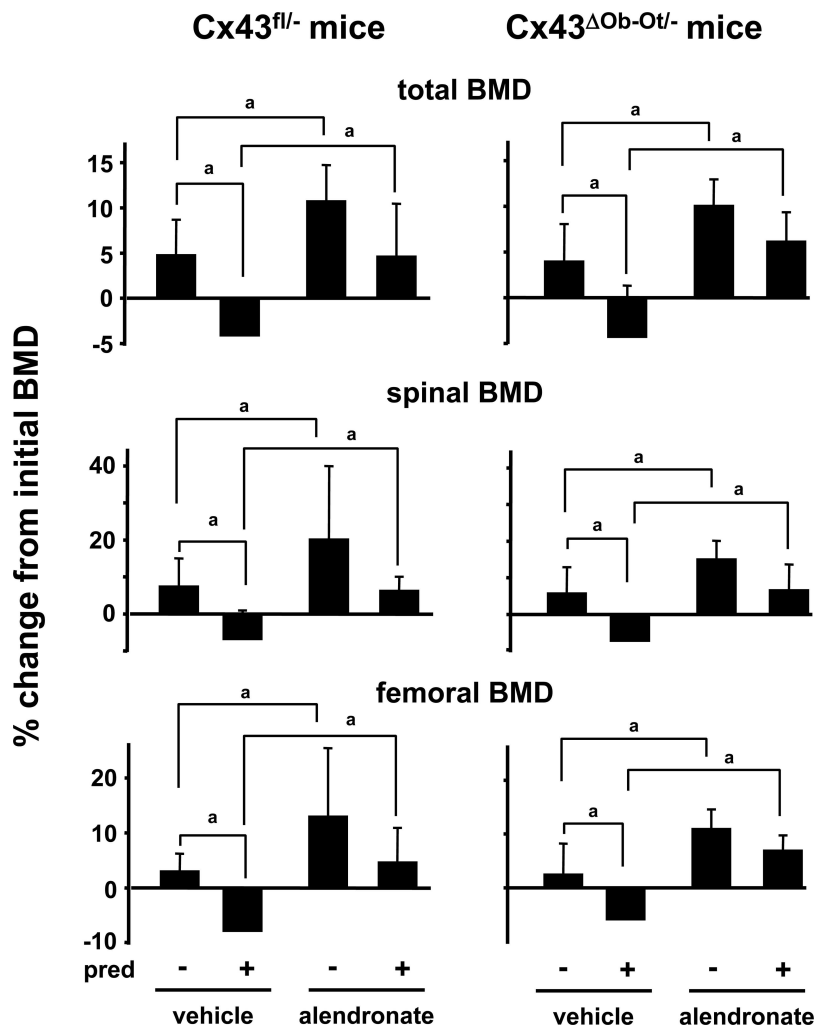 Cx43fl/- mice
Cx43ΔOb-Ot/- mice
% change from initial BMD
total BMD
a
a
a
a
a
a
15
10
5
0
-5
spinal BMD
a
a
a
a
a
a
40
20
0
femoral BMD
a
a
a
a
a
a
20
10
0
-10
pred - + - + - + - +
vehicle alendronate vehicle alendronate